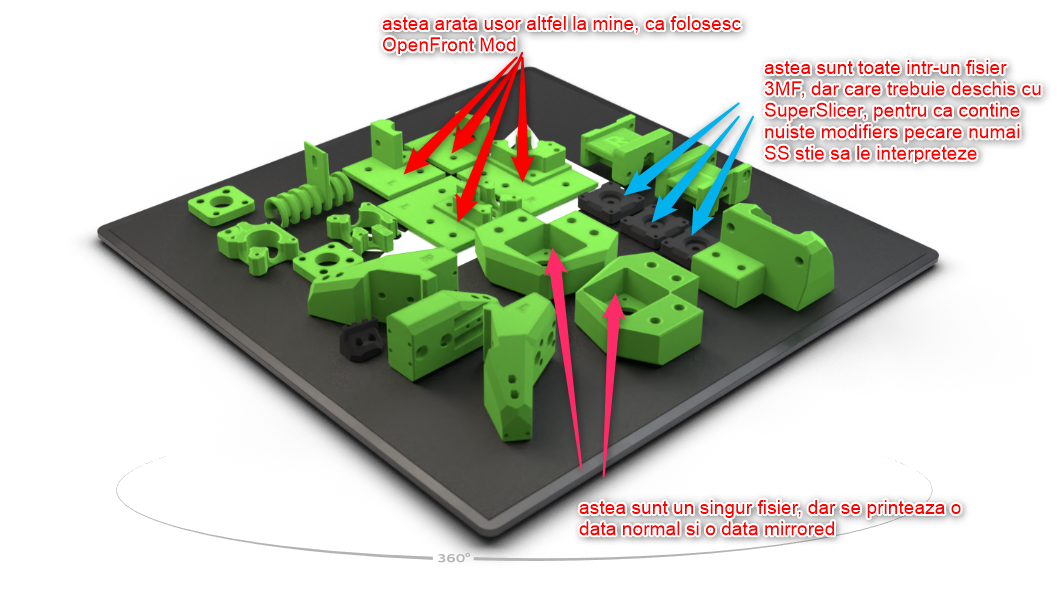 astea arata usor altfel la mine, ca folosesc
OpenFront Mod
astea sunt toate intr-un fisier
3MF, dar care trebuie deschis cu
SuperSlicer, pentru ca contine
nuiste modifiers pecare numai
SS stie sa le interpreteze
astea sunt un singur fisier, dar se printeaza o
data normal si o data mirrored
360°